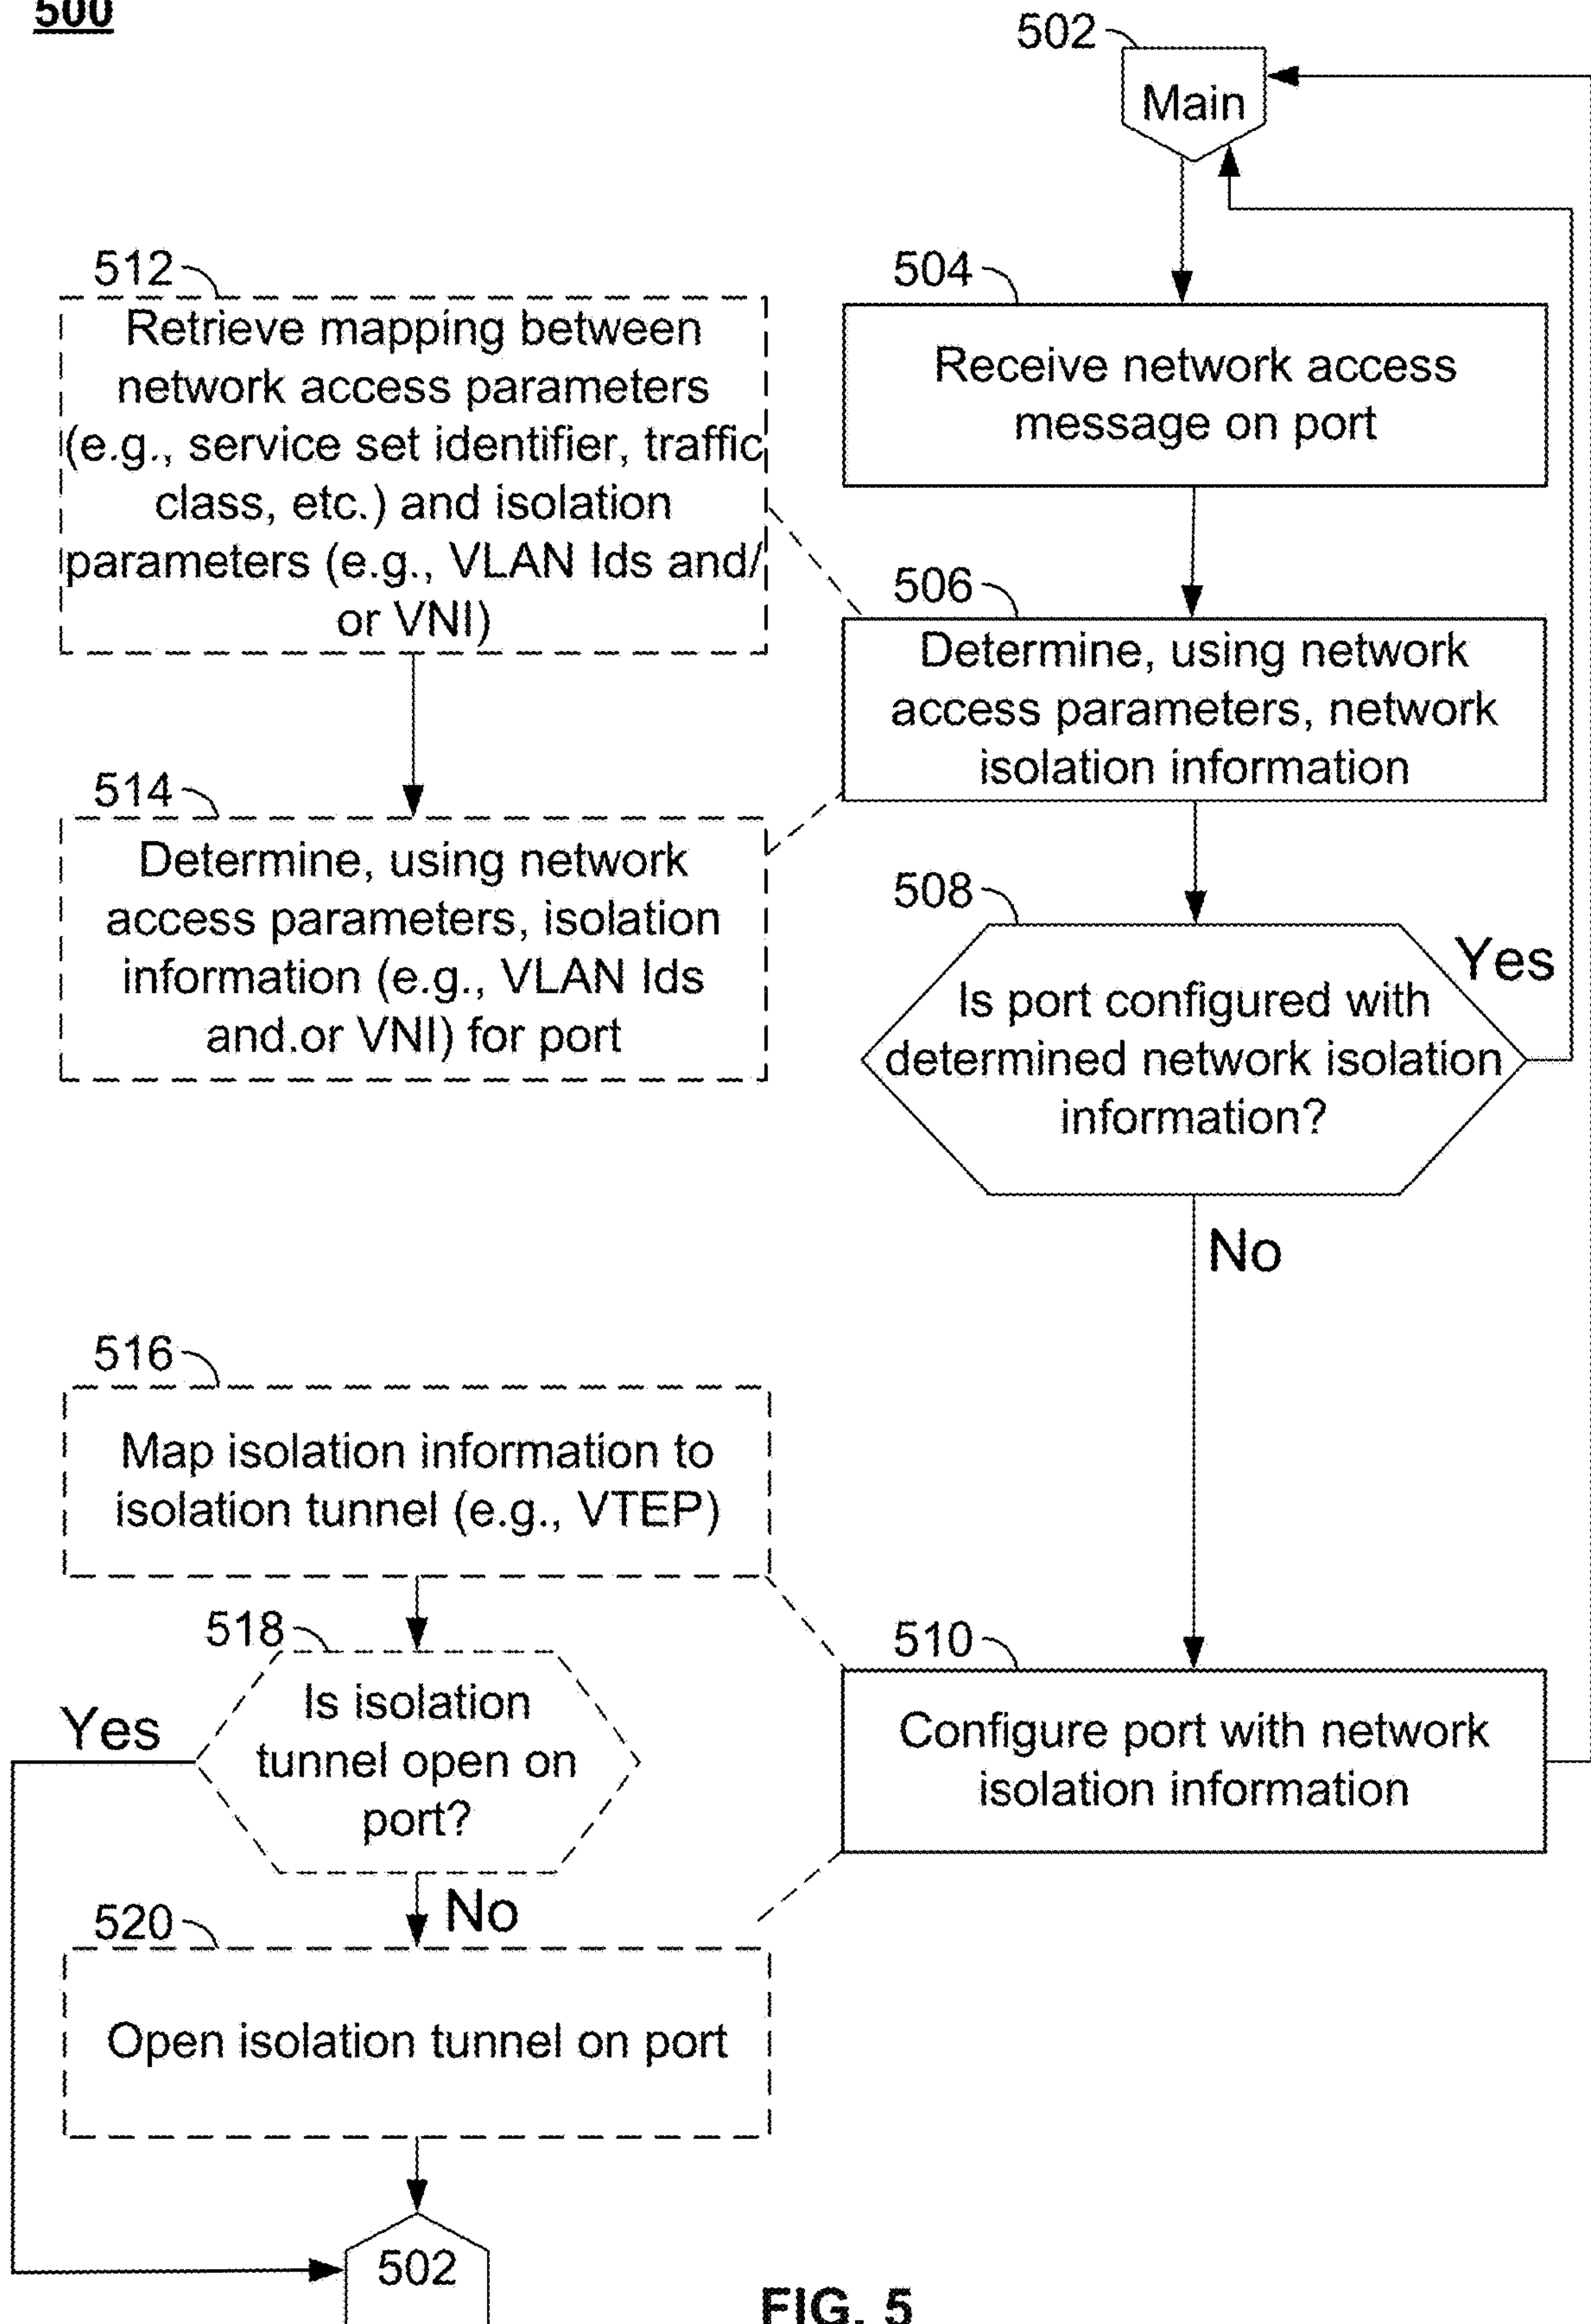 500
502
Main
504
Receive network access
message on port
506
Determine, using network
access parameters, network
isolation information
508
Is port configured with
determined network isolation
information?
Yes
No
510
Configure port with network
isolation information
512
Retrieve mapping between
network access parameters
(e.g., service set identifier, traffic
class, etc.) and isolation
parameters (e.g., VLAN Ids and/
or VNI)
514
Determine, using network
access parameters, isolation
information (e.g., VLAN Ids
and.or VNI) for port
516
Map isolation information to
isolation tunnel (e.g., VTEP)
518
Is isolation
tunnel open on
port?
Yes
No
520
Open isolation tunnel on port
502
FIG. 5